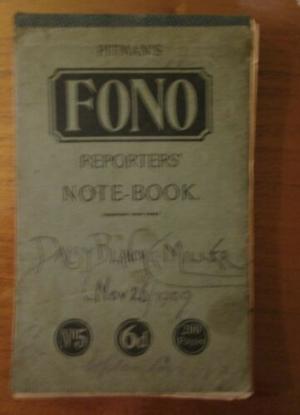 PITMAN'S
FONO
REPORTERS'
NOTE-BOOK.
Daisy Blanche Miller
Nov 26/1909
No 5
6d
200
Pages